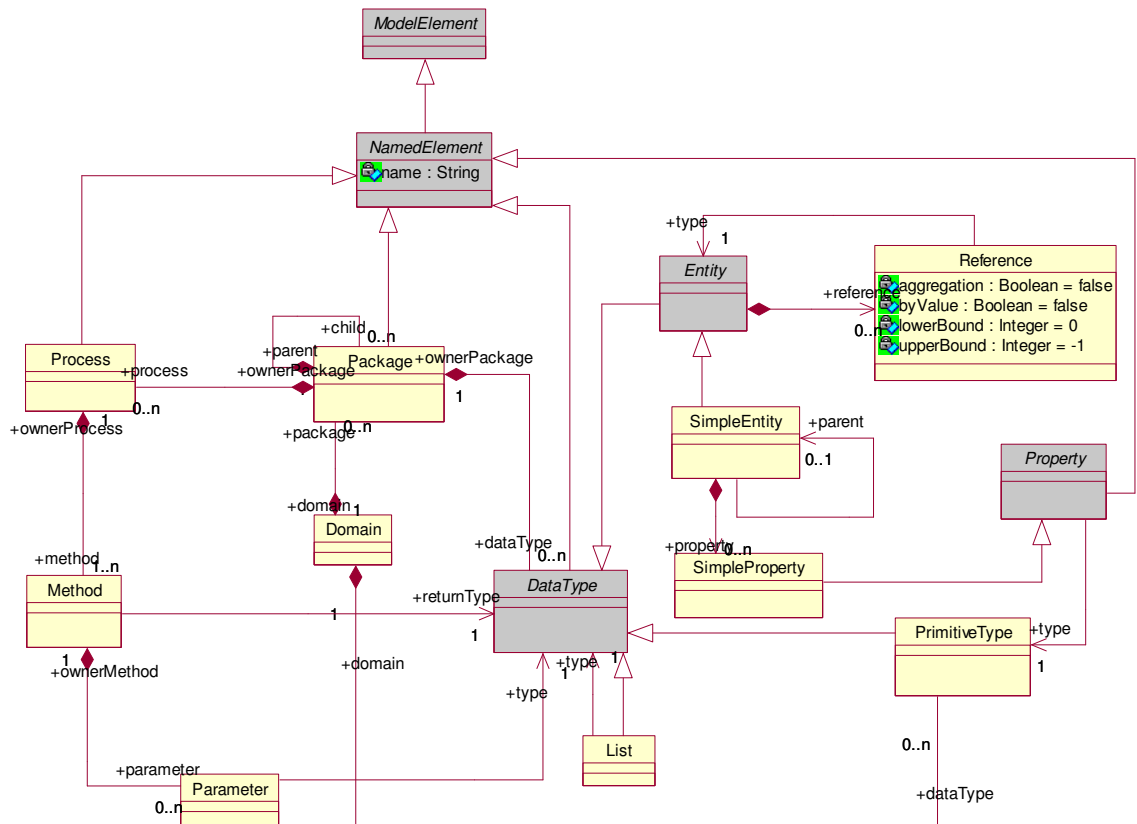 ModelElement
NamedElement
name : String
+type
1
Entity
Reference
aggregation : Boolean = false
byValue : Boolean = false
lowerBound : Integer = 0
upperBound : Integer = -1
+reference
0..n
+child
0..n
+parent
Process
Package
+ownerPackage
+process
+ownerPackage
1
1
0..n
1
+ownerProcess
+package
0..n
SimpleEntity
+parent
0..1
Property
+domain
1
Domain
+dataType
0..n
+property
0..n
SimpleProperty
+method
1..n
Method
DataType
+returnType
1
1
PrimitiveType
+type
1
1
+ownerMethod
+domain
+type
1
1
+type
List
0..n
+parameter
Parameter
0..n
+dataType